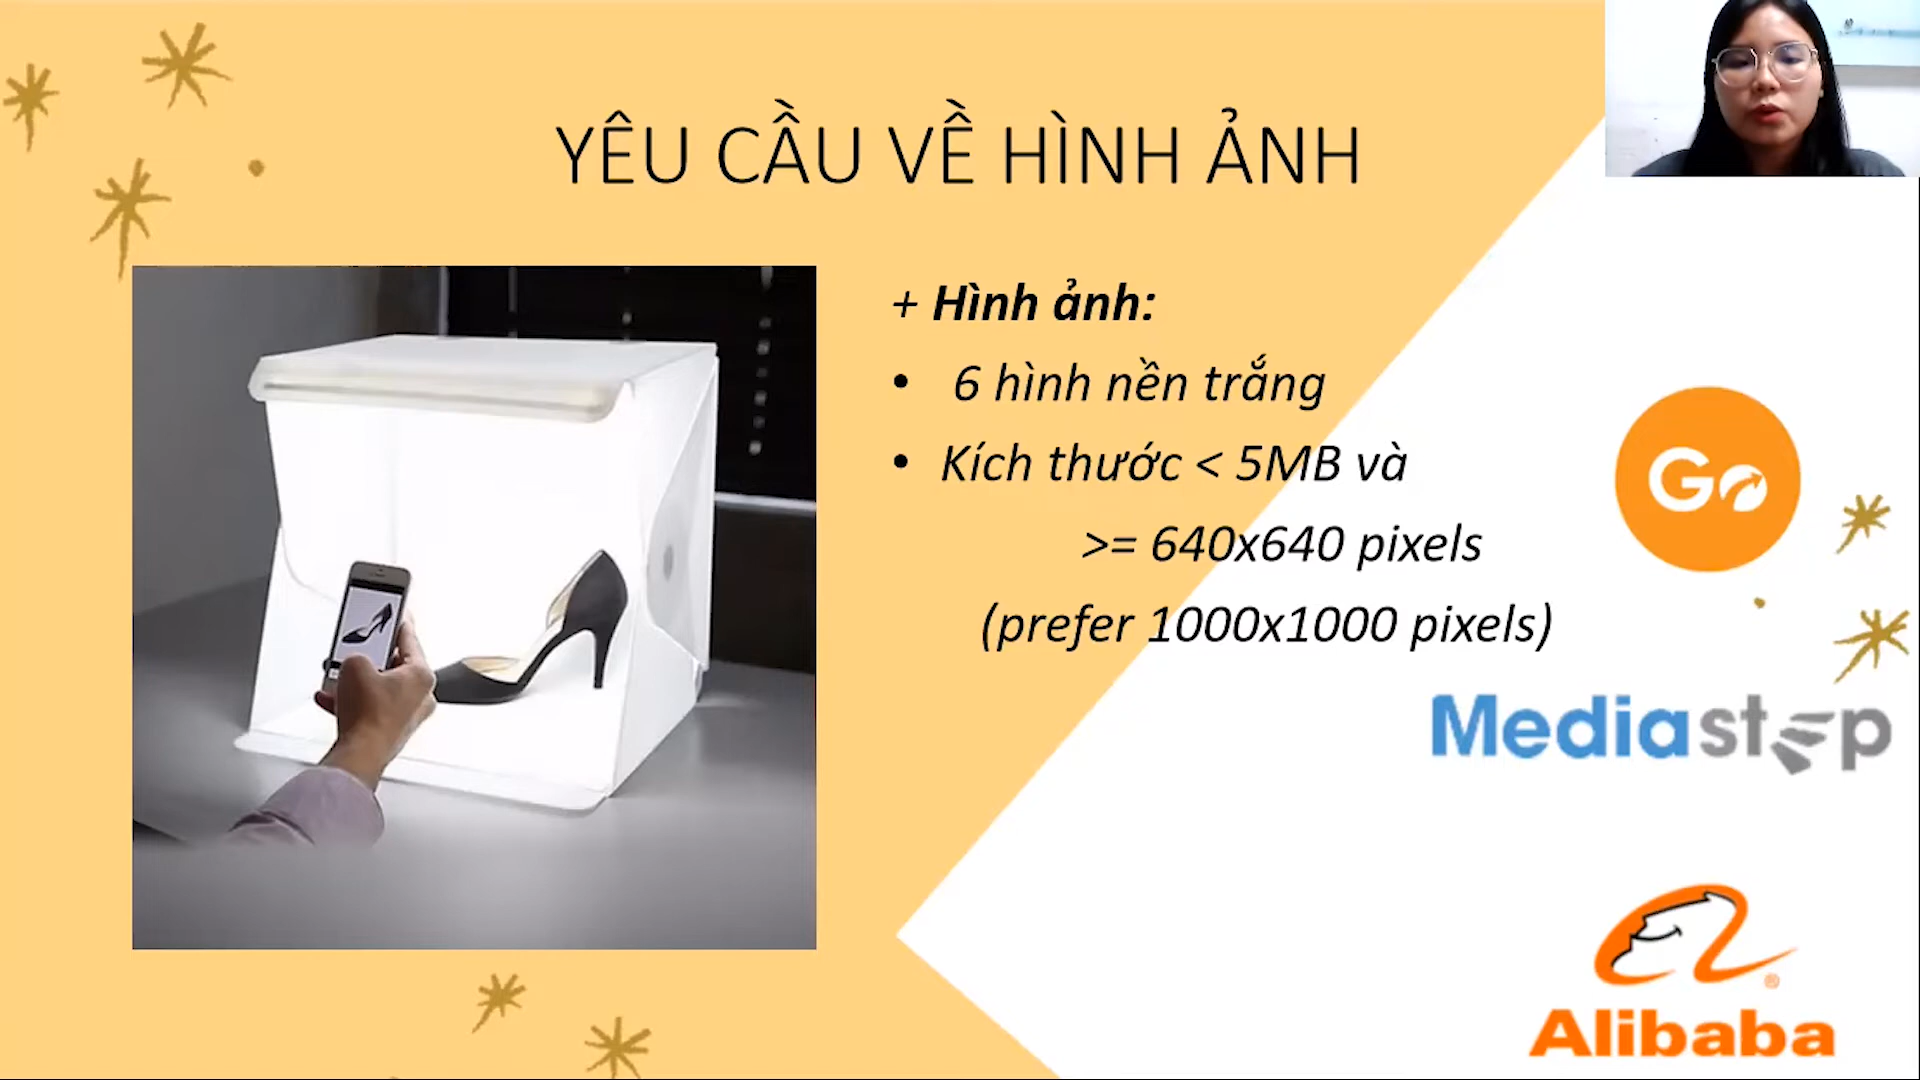 YÊU CẦU VỀ HÌNH ẢNH
+ Hình ảnh:
• 6 hình nền trắng
• Kích thước < 5MB và
>= 640x640 pixels
(prefer 1000x1000 pixels)
Go
Mediastep
Alibaba